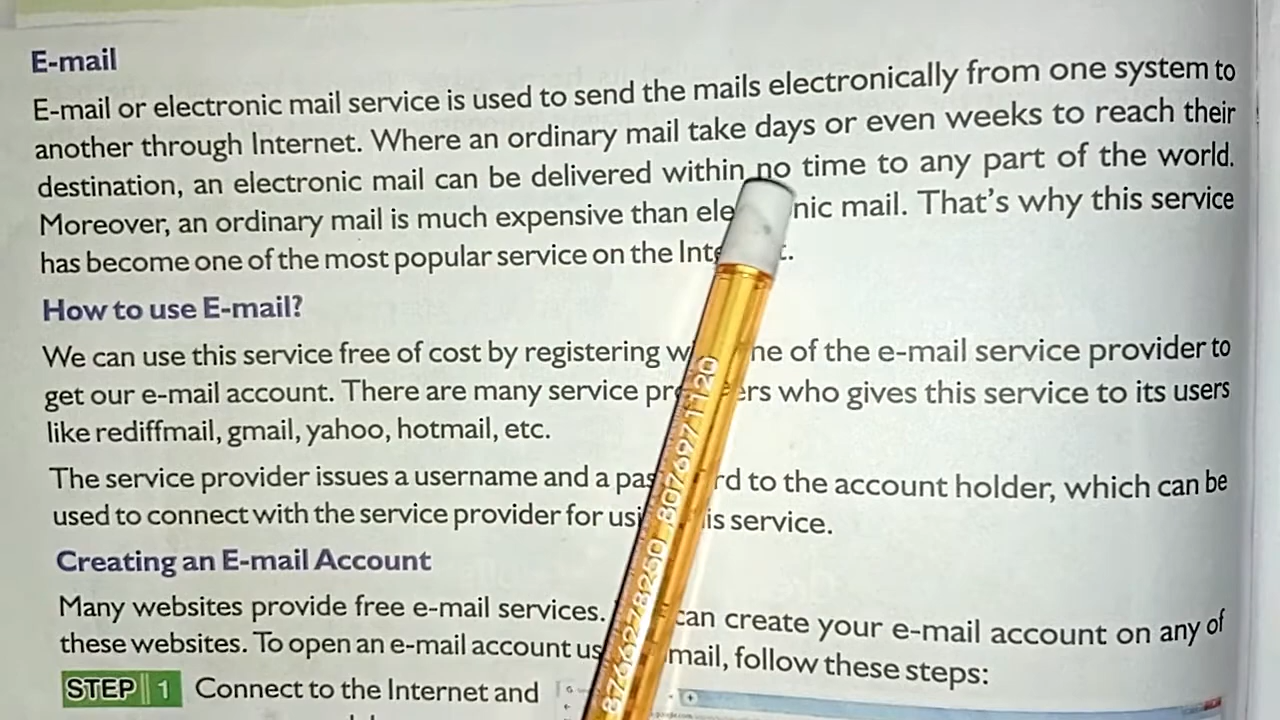 E-mail
E-mail or electronic mail service is used to send the mails electronically from one system to
another through Internet. Where an ordinary mail take days or even weeks to reach their
destination, an electronic mail can be delivered within no time to any part of the world.
Moreover, an ordinary mail is much expensive than ele nic mail. That's why this service
has become one of the most popular service on the Inte t.
How to use E-mail?
We can use this service free of cost by registering w ne of the e-mail service provider to
get our e-mail account. There are many service pro ers who gives this service to its users
like rediffmail, gmail, yahoo, hotmail, etc.
The service provider issues a username and a pas rd to the account holder, which can be
used to connect with the service provider for usi is service.
Creating an E-mail Account
Many websites provide free e-mail services. can create your e-mail account on any of
these websites. To open an e-mail account us mail, follow these steps:
STEP 1 Connect to the Internet and